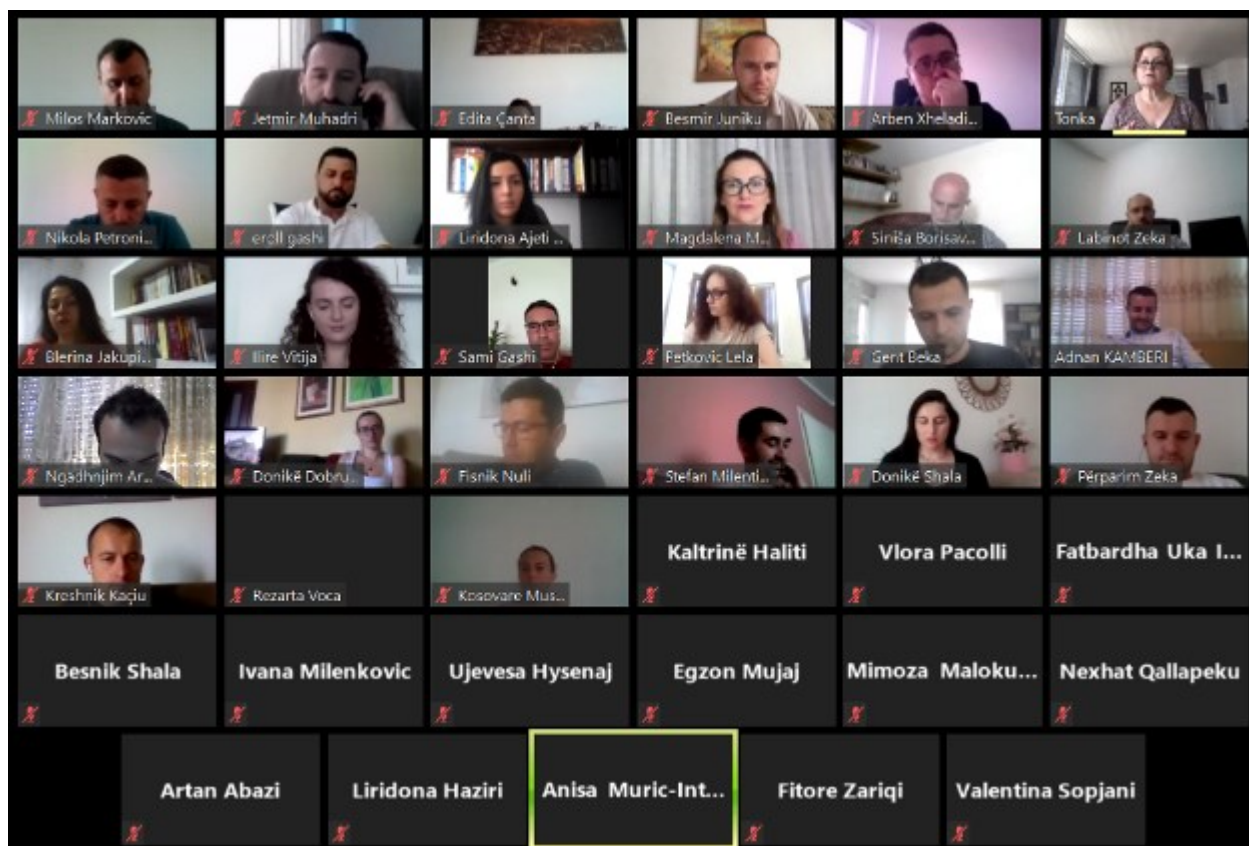 Milos Markovic
Jetmir Muhadri
Edita Çanta
Besmir Juniku
Arben Xheladi...
Tonka
Nikola Petroni...
eroll gashi
Liridona Ajeti ...
Magdalena M...
Siniša Borisav...
Labinot Zeka
Blerina Jakupi...
Ilire Vitija
Sami Gashi
Petkovic Lela
Gent Beka
Adnan KAMBERI
Ngadhnjim Ar...
Donikë Dobru...
Fisnik Nuli
Stefan Milenti...
Donikë Shala
Përparim Zeka
Kreshnik Kaçiu
Rezarta Voca
Kosovare Mus...
Kaltrinë Haliti
Vlora Pacolli
Fatbardha Uka I...
Besnik Shala
Ivana Milenkovic
Ujevesa Hysenaj
Egzon Mujaj
Mimoza Maloku...
Nexhat Qallapeku
Artan Abazi
Liridona Haziri
Anisa Muric-Int...
Fitore Zariqi
Valentina Sopjani